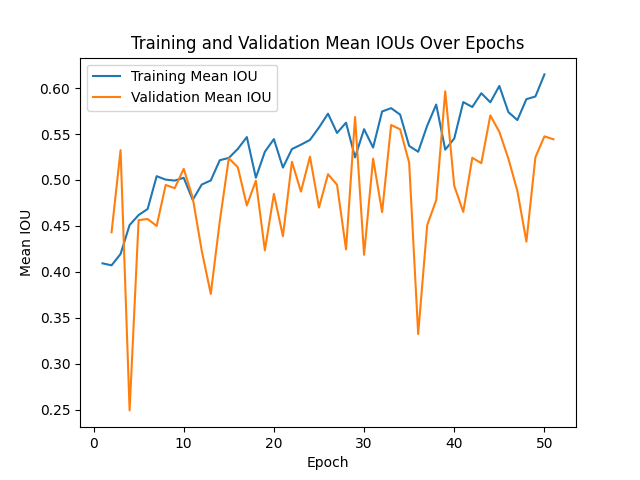 Training and Validation Mean IOUs Over Epochs
Training Mean IOU
Validation Mean IOU
0.60
0.55
0.50
0.45
0.40
0.35
0.30
0.25
Mean IOU
0 10 20 30 40 50
Epoch